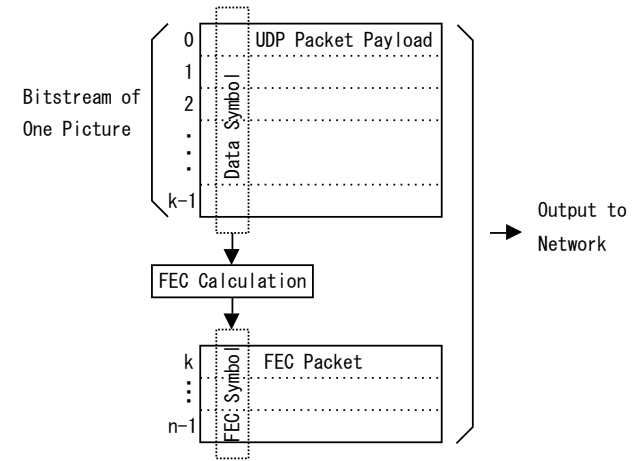 0 UDP Packet Payload
1
2
k-1
Bitstream of
One Picture
Data Symbol
FEC Calculation
k FEC Packet
n-1
FEC Symbol
Output to
Network